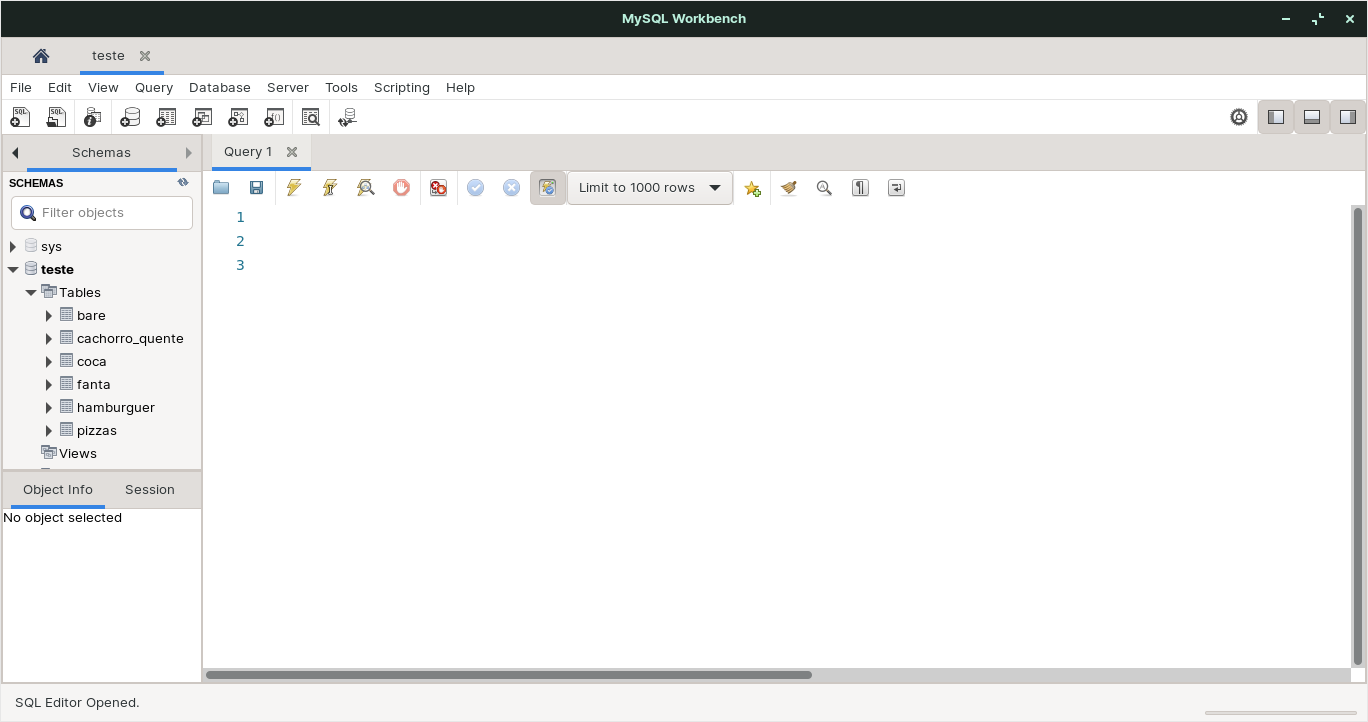 MySQL Workbench
teste
File Edit View Query Database Server Tools Scripting Help
Schemas
Query 1
SCHEMAS
Filter objects
Limit to 1000 rows
sys
teste
Tables
bare
cachorro_quente
coca
fanta
hamburguer
pizzas
Views
1
2
3
Object Info Session
No object selected
SQL Editor Opened.